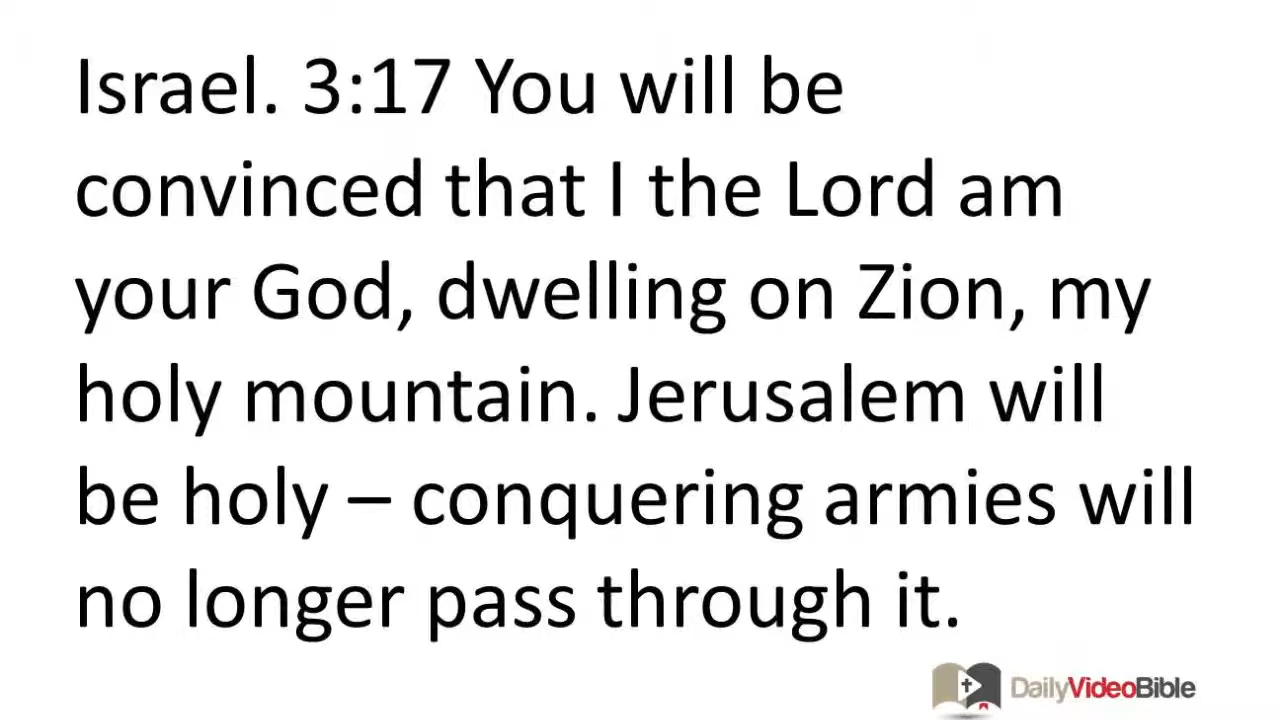 Israel. 3:17 You will be
convinced that I the Lord am
your God, dwelling on Zion, my
holy mountain. Jerusalem will
be holy – conquering armies will
no longer pass through it.
DailyVideoBible